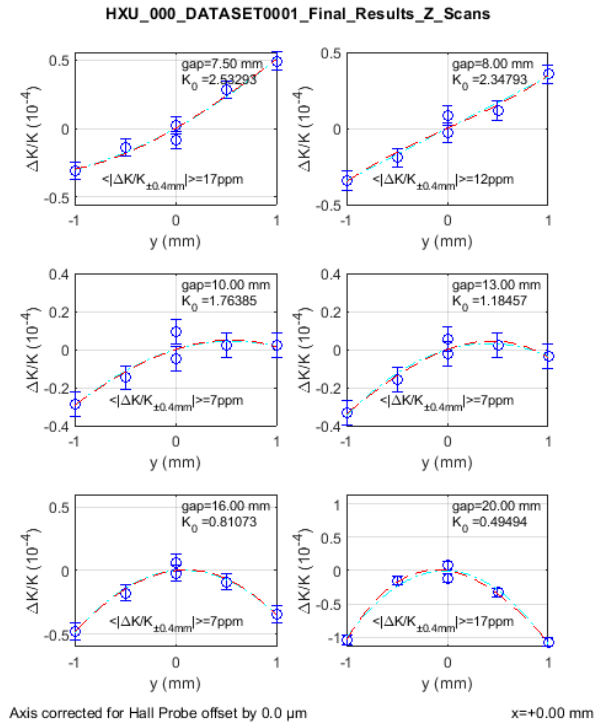 HXU_000_DATASET0001_Final_Results_Z_Scans
gap=7.50 mm
K0 =2.53293
<|ΔK/K±0.4mm|>=17ppm
ΔK/K (10-4)
0.5
0
-0.5
-1 0 1
y (mm)
gap=8.00 mm
K0 =2.34793
<|ΔK/K±0.4mm|>=12ppm
ΔK/K (10-4)
0.5
0
-0.5
-1 0 1
y (mm)
gap=10.00 mm
K0 =1.76385
<|ΔK/K±0.4mm|>=7ppm
ΔK/K (10-4)
0.4
0.2
0
-0.2
-0.4
-1 0 1
y (mm)
gap=13.00 mm
K0 =1.18457
<|ΔK/K±0.4mm|>=7ppm
ΔK/K (10-4)
0.4
0.2
0
-0.2
-0.4
-1 0 1
y (mm)
gap=16.00 mm
K0 =0.81073
<|ΔK/K±0.4mm|>=7ppm
ΔK/K (10-4)
0.5
0
-0.5
-1 0 1
y (mm)
gap=20.00 mm
K0 =0.49494
<|ΔK/K±0.4mm|>=17ppm
ΔK/K (10-4)
1
0.5
0
-0.5
-1
-1 0 1
y (mm)
Axis corrected for Hall Probe offset by 0.0 μm
x=+0.00 mm